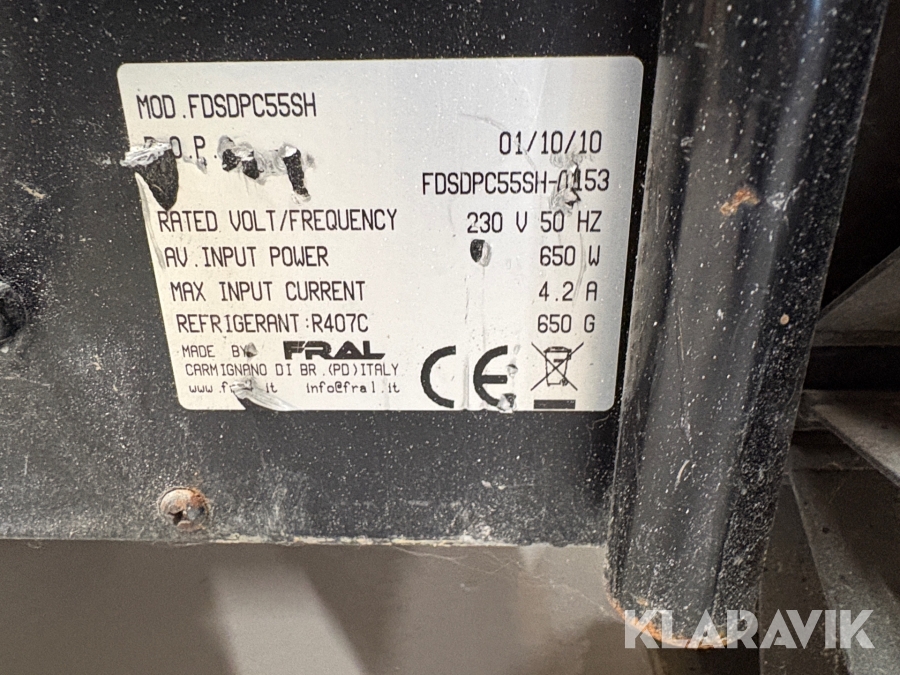 MOD.FDSDPC55SH
01/10/10
FDSDPC55SH-0153
RATED VOLT/FREQUENCY 230 V 50 HZ
AV.INPUT POWER 650 W
MAX INPUT CURRENT 4.2 A
REFRIGERANT:R407C 650 G
MADE BY FRAL
CARMIGNANO DI BR.(PD)ITALY
info@fral.it
CE
KLARAVIK